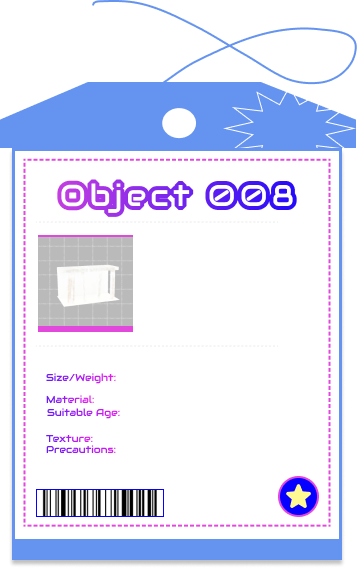 Object 008
Size/Weight:
Material:
Suitable Age:
Texture:
Precautions: